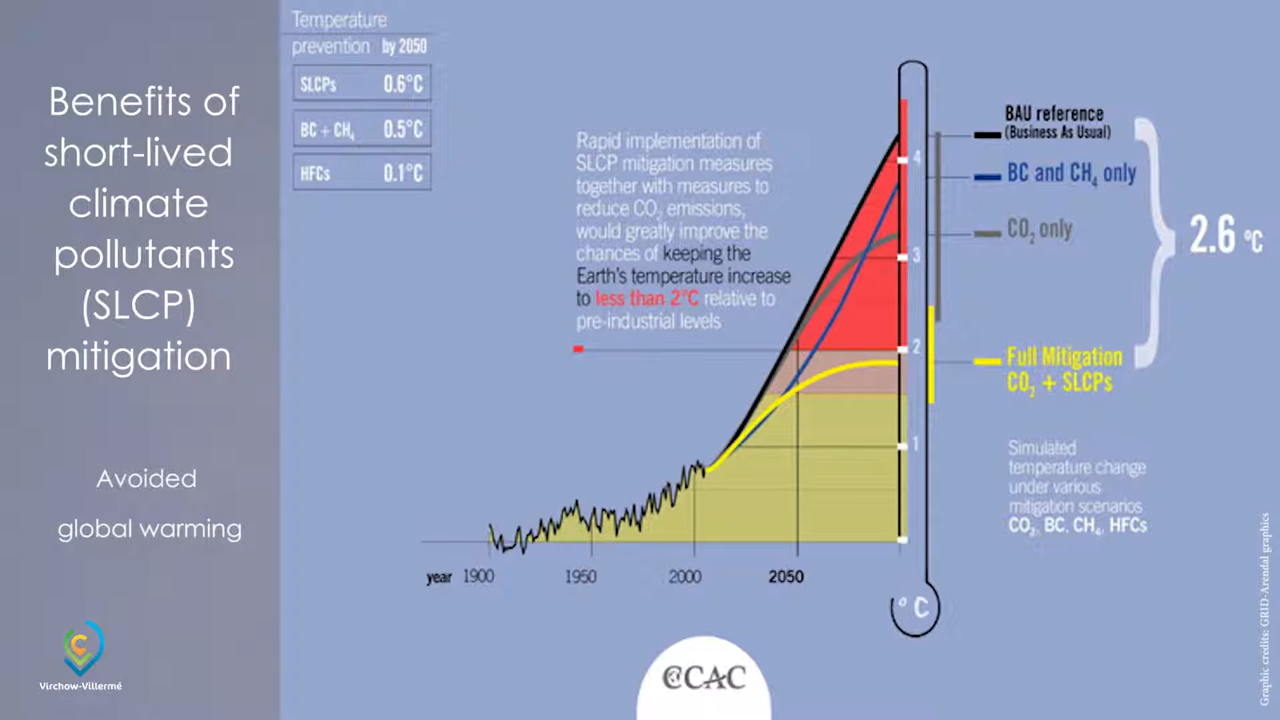 Benefits of
short-lived
climate
pollutants
(SLCP)
mitigation
Avoided
global warming
Virchow-Villermé
Temperature
prevention by 2050
SLCPs 0.6°C
BC + CH₄ 0.5°C
HFCs 0.1°C
Rapid implementation of
SLCP mitigation measures
together with measures to
reduce CO₂ emissions,
would greatly improve the
chances of keeping the
Earth's temperature increase
to less than 2°C relative to
pre-industrial levels
4
3
2
1
° C
year 1900 1950 2000 2050
BAU reference
(Business As Usual)
BC and CH₄ only
CO₂ only
2.6 °C
Full Mitigation
CO₂ + SLCPs
Simulated
temperature change
under various
mitigation scenarios
CO₂, BC, CH₄, HFCs
CCAC
Graphic credits: GRID-Arendal graphics